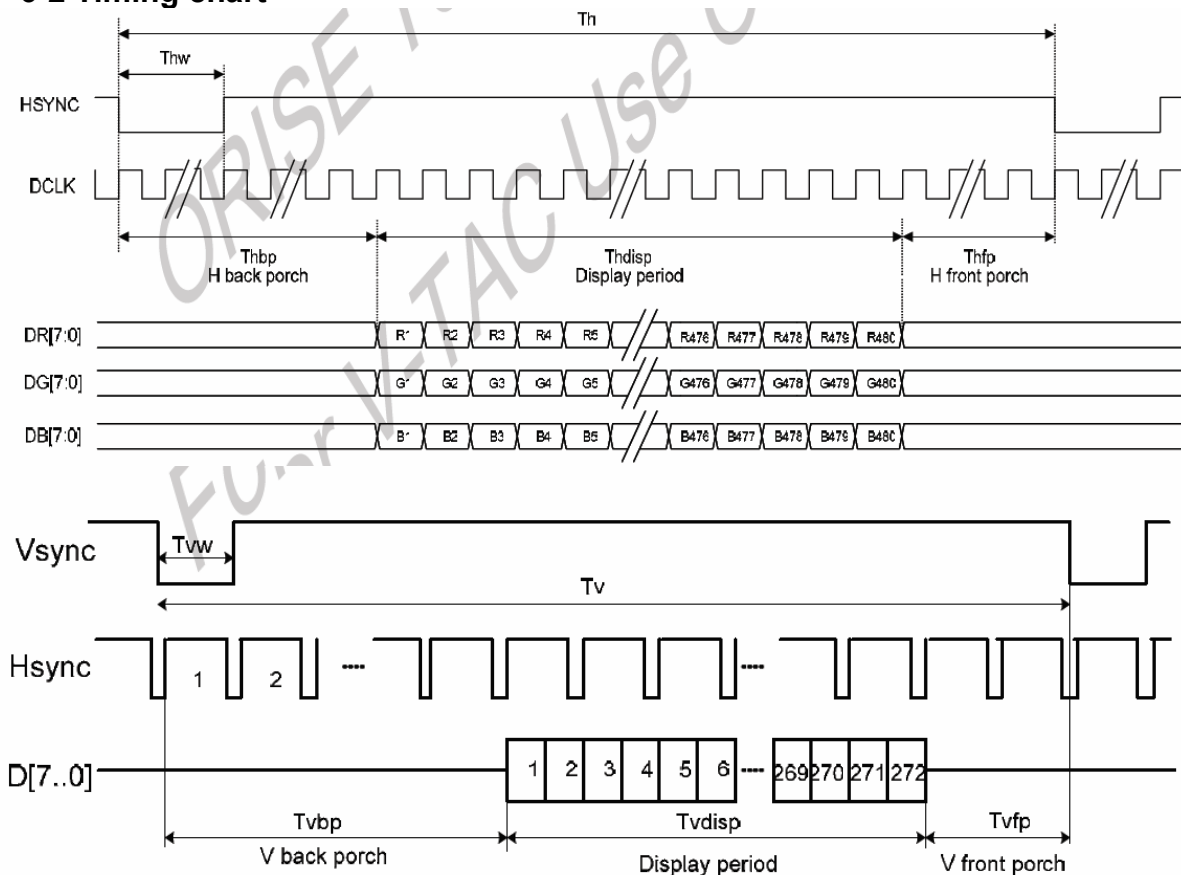 Th
Thw
HSYNC
DCLK
Thbp
H back porch
Thdisp
Display period
Thfp
H front porch
DR[7:0] R1 R2 R3 R4 R5 R476 R477 R478 R479 R480
DG[7:0] G1 G2 G3 G4 G5 G476 G477 G478 G479 G480
DB[7:0] B1 B2 B3 B4 B5 B476 B477 B478 B479 B480
ORISE
For V-TAC Use
Vsync
Tvw
Tv
Hsync 1 2 ----
----
D[7..0] 1 2 3 4 5 6 ---- 269 270 271 272
Tvbp
V back porch
Tvdisp
Display period
Tvfp
V front porch